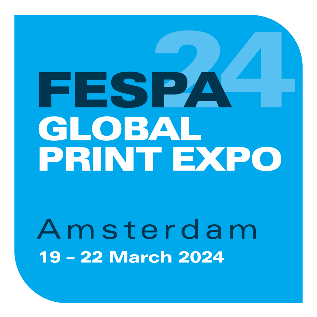 24
FESPA
GLOBAL
PRINT EXPO
Amsterdam
19 – 22 March 2024